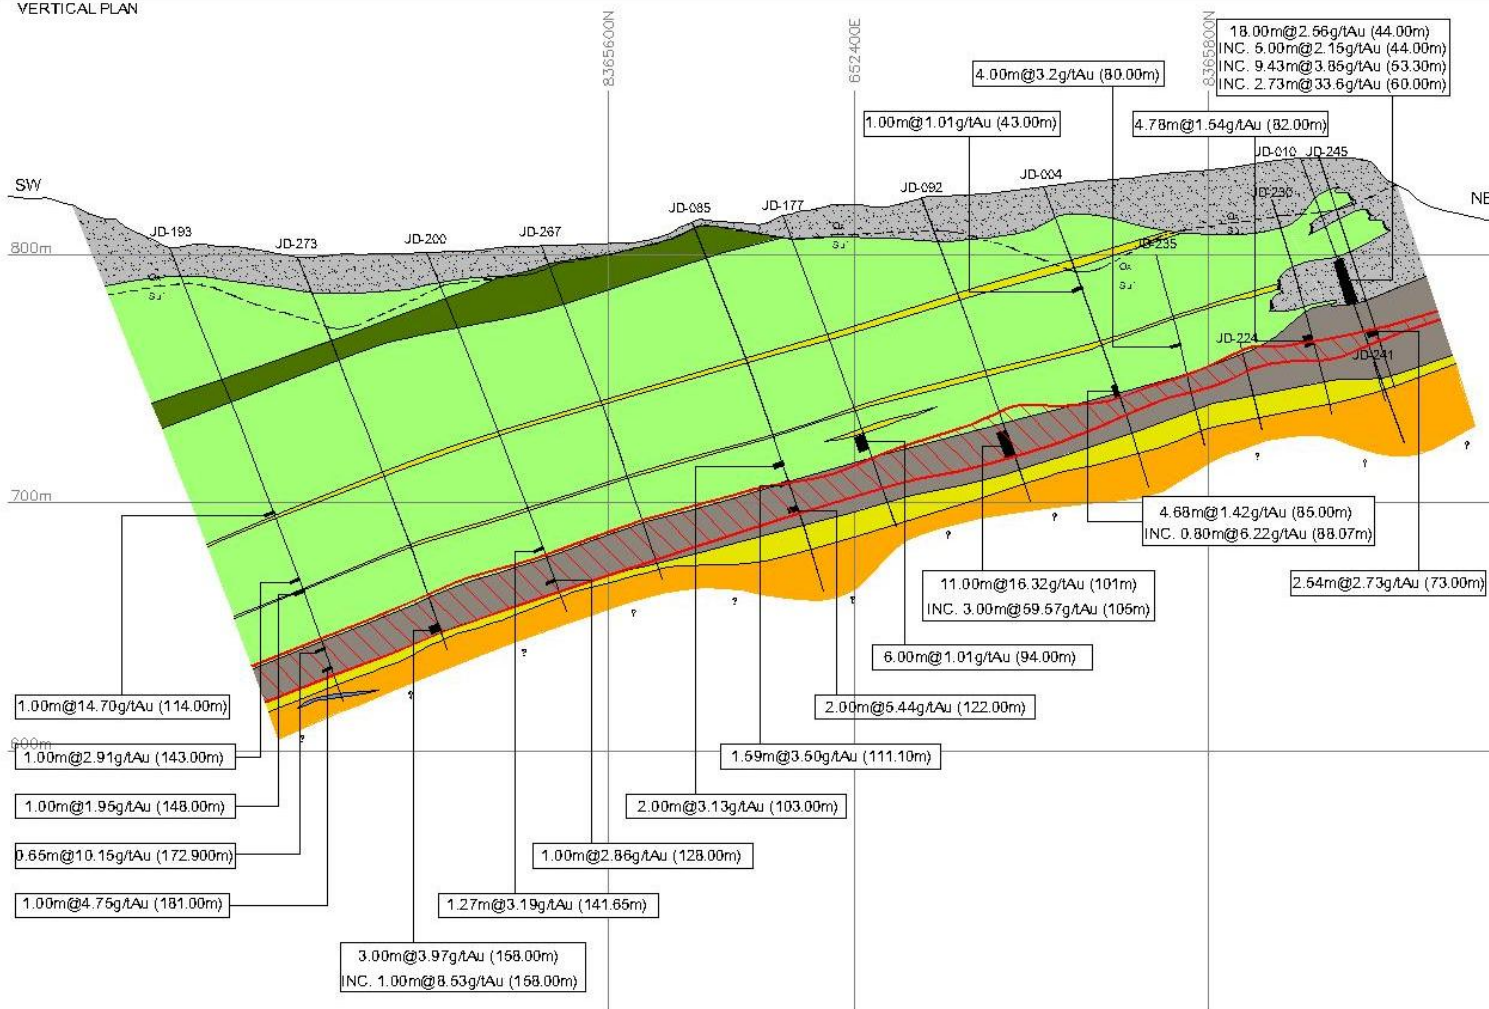 VERTICAL PLAN
8365600N
652400E
8365800N
18.00m@2.56g/tAu (44.00m)
INC. 5.00m@2.15g/tAu (44.00m)
INC. 9.43m@3.85g/tAu (53.30m)
INC. 2.73m@33.6g/tAu (60.00m)
4.00m@3.2g/tAu (80.00m)
1.00m@1.01g/tAu (43.00m)
4.78m@1.54g/tAu (82.00m)
JD-010
JD-245
SW
NE
JD-193
JD-273
JD-200
JD-267
JD-085
JD-177
JD-092
JD-004
JD-230
JD-235
JD-224
JD-241
800m
Ox
Sul
Ox
Sul
Ox
Sul
Ox
Sul
700m
600m
4.68m@1.42g/tAu (85.00m)
INC. 0.80m@6.22g/tAu (88.07m)
2.54m@2.73g/tAu (73.00m)
11.00m@16.32g/tAu (101m)
INC. 3.00m@59.57g/tAu (105m)
6.00m@1.01g/tAu (94.00m)
2.00m@5.44g/tAu (122.00m)
1.59m@3.50g/tAu (111.10m)
2.00m@3.13g/tAu (103.00m)
1.00m@2.86g/tAu (128.00m)
1.27m@3.19g/tAu (141.65m)
3.00m@3.97g/tAu (158.00m)
INC. 1.00m@8.53g/tAu (158.00m)
1.00m@14.70g/tAu (114.00m)
1.00m@2.91g/tAu (143.00m)
1.00m@1.95g/tAu (148.00m)
0.65m@10.15g/tAu (172.900m)
1.00m@4.75g/tAu (181.00m)
?
?
?
?
?
?
?
?
?
?
?